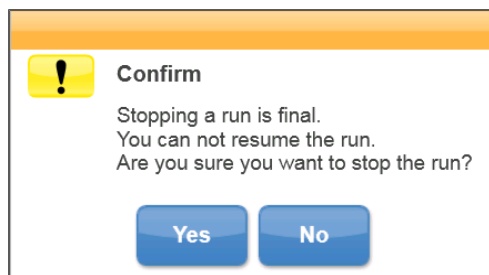 Confirm
Stopping a run is final.
You can not resume the run.
Are you sure you want to stop the run?
Yes No